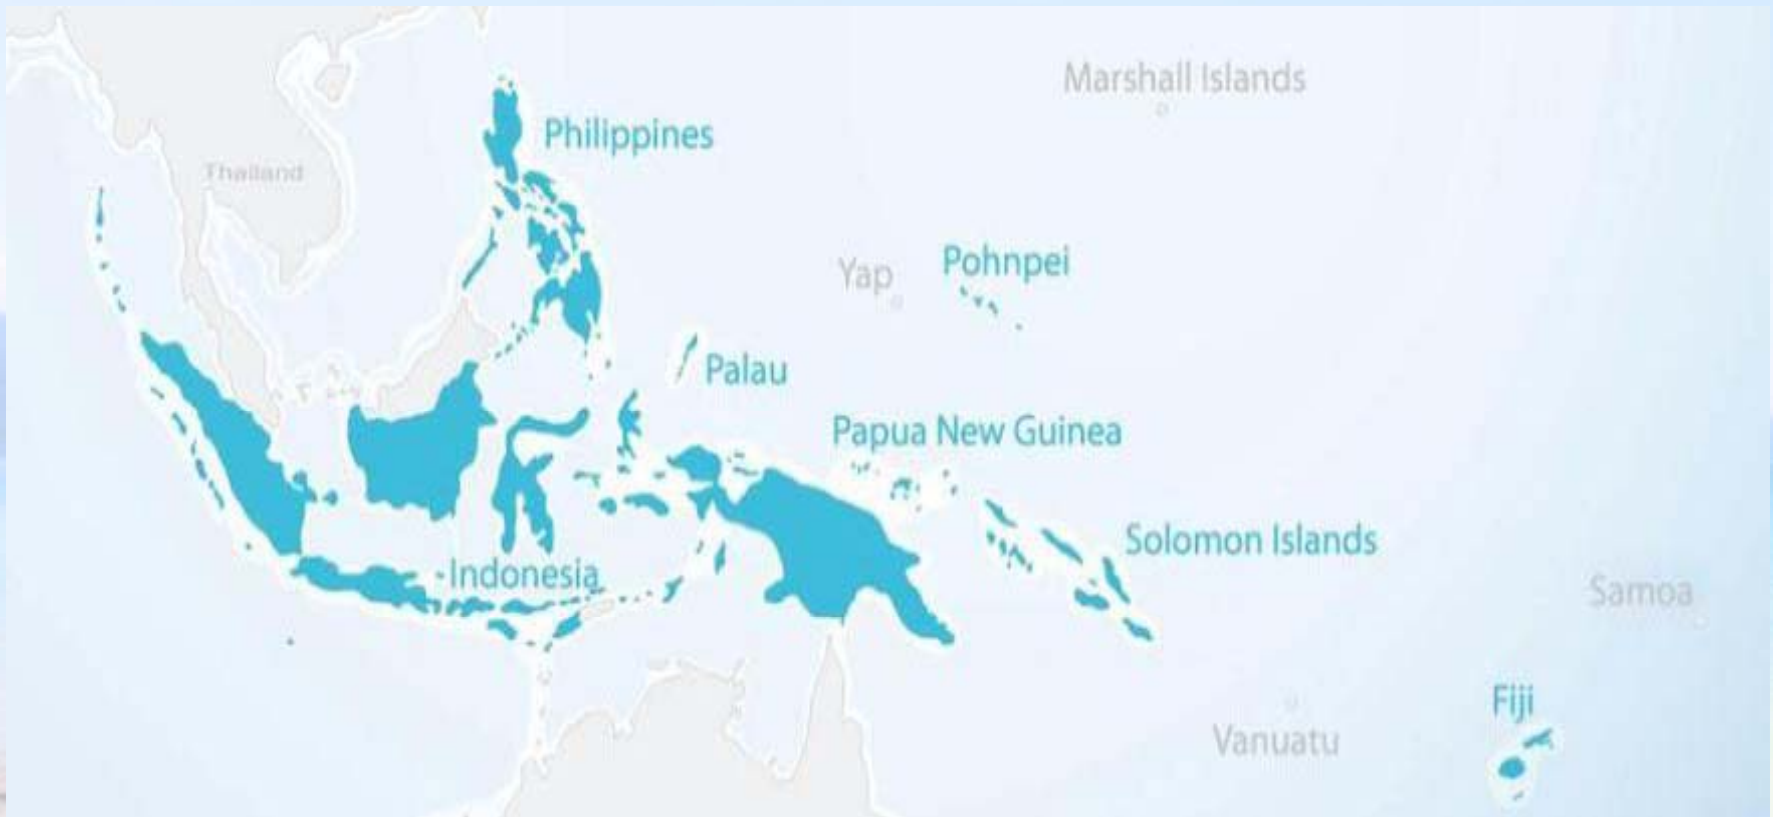 Marshall Islands
Philippines
Thailand
Yap
Pohnpei
Palau
Papua New Guinea
Solomon Islands
Indonesia
Samoa
Fiji
Vanuatu